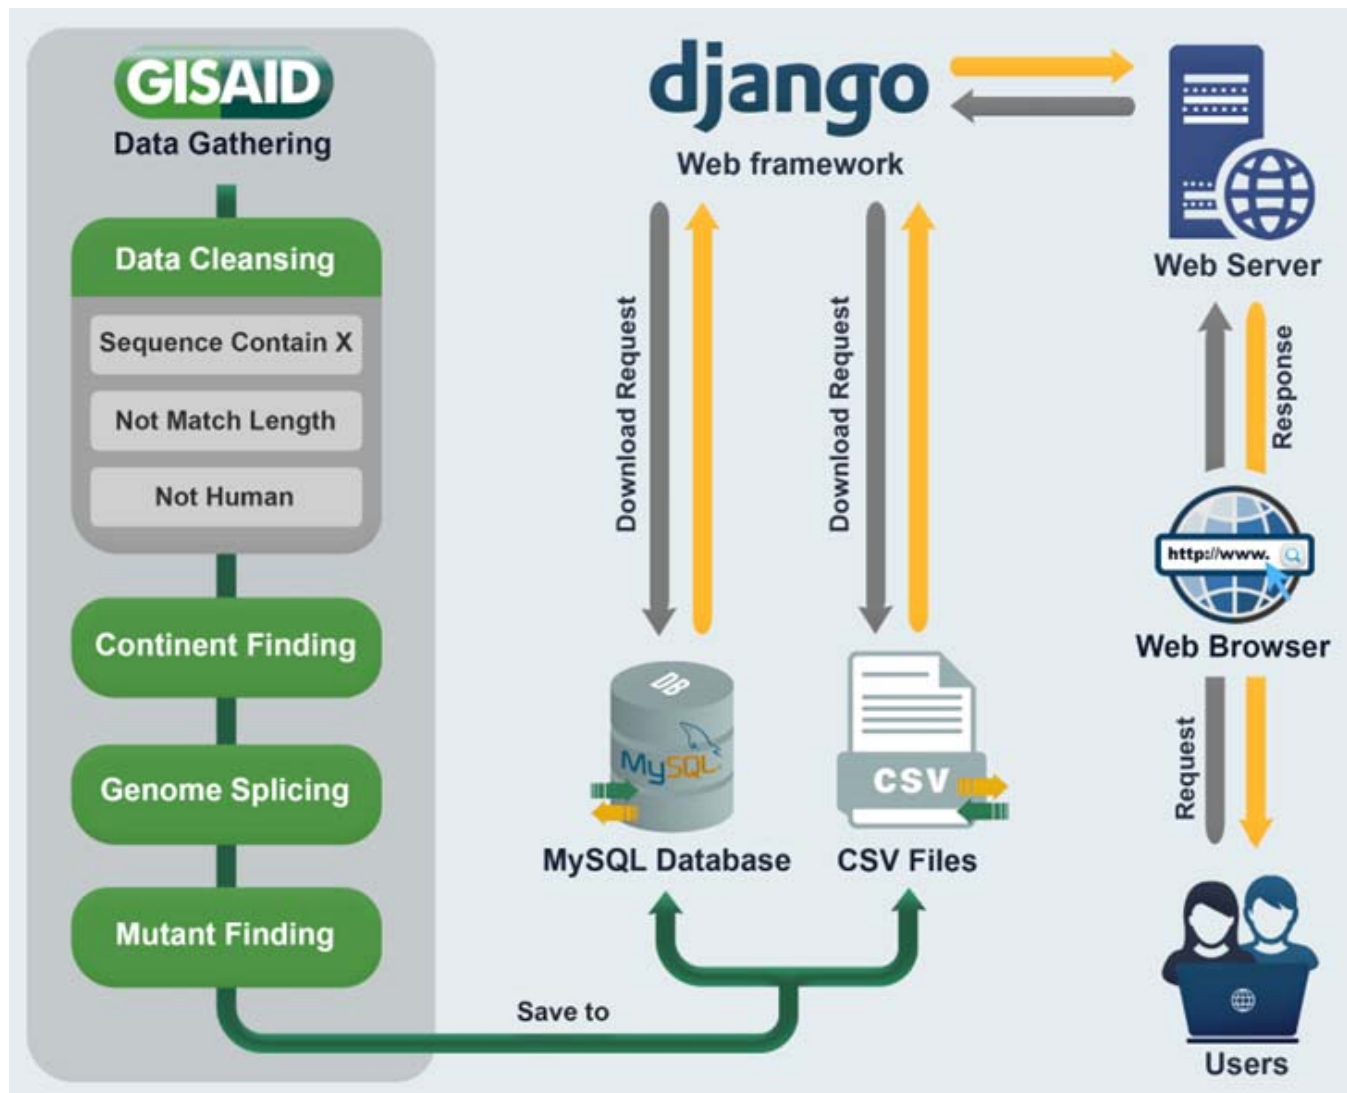 GISAID
Data Gathering
Data Cleansing
Sequence Contain X
Not Match Length
Not Human
Continent Finding
Genome Splicing
Mutant Finding
Save to
django
Web framework
Download Request
Download Request
DB
MySQL
MySQL Database
CSV
CSV Files
Web Server
Response
http://www.
Web Browser
Request
Users